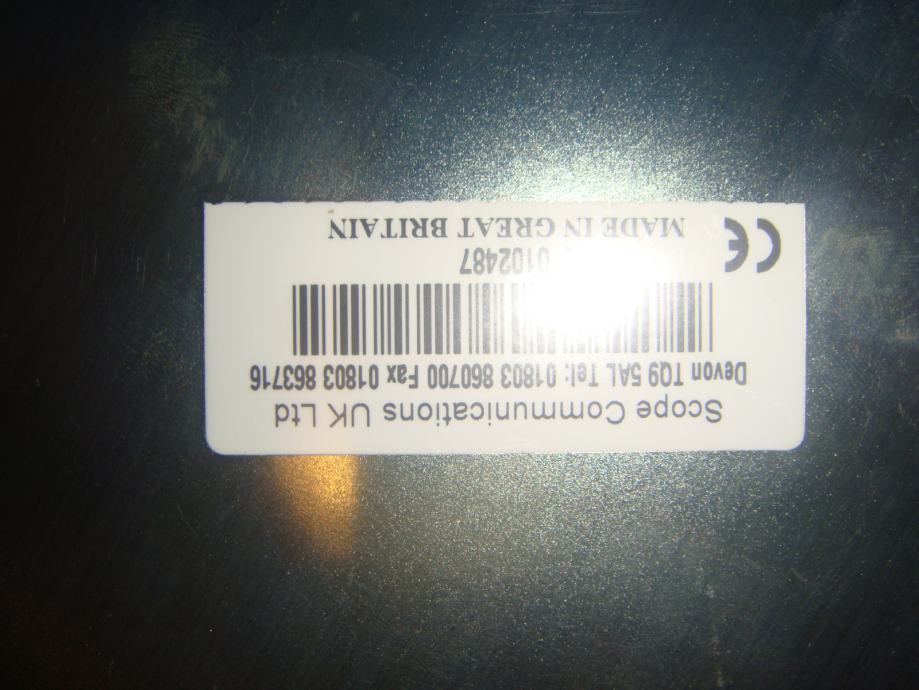 Scope Communications UK Ltd
Devon TQ9 5AL Tel: 01803 860700 Fax 01803 863716
0102487
CE MADE IN GREAT BRITAIN